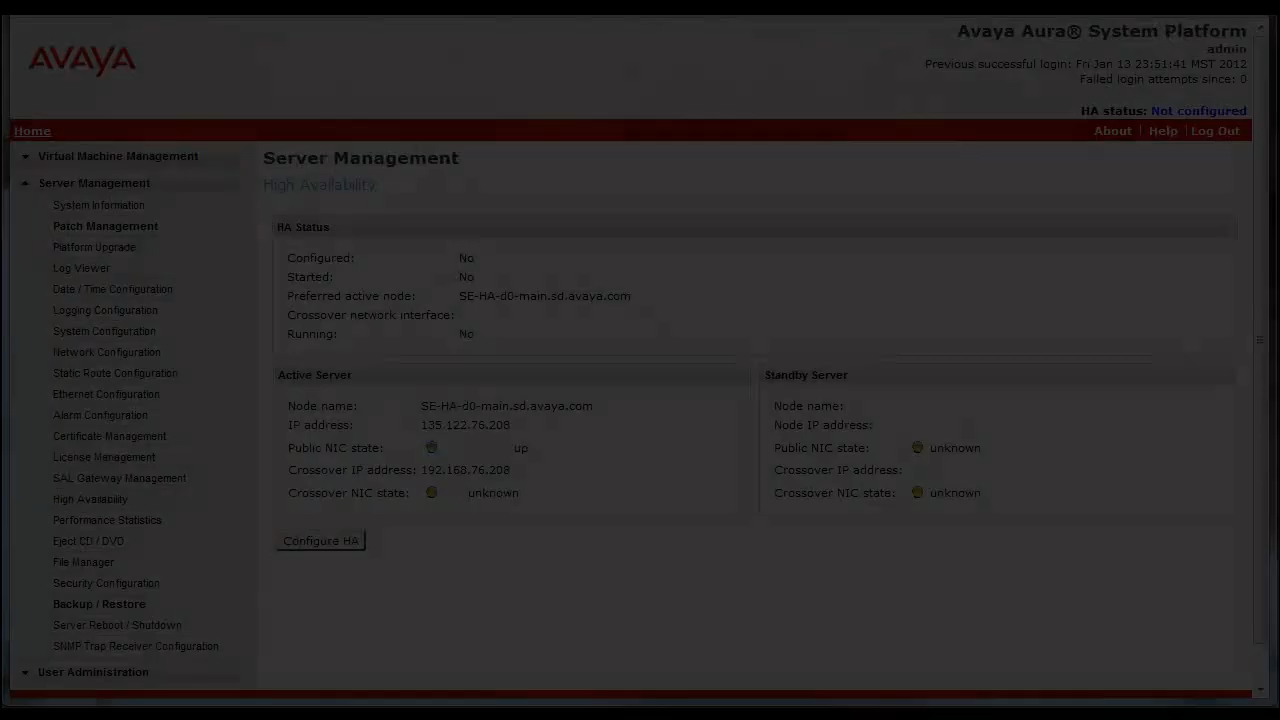 AVAYA
Avaya Aura® System Platform
admin
Previous successful login: Fri Jan 13 23:51:41 MST 2012
Failed login attempts since: 0
HA status: Not configured
Home
About | Help | Log Out
Virtual Machine Management
Server Management
System Information
Patch Management
Platform Upgrade
Log Viewer
Date / Time Configuration
Logging Configuration
System Configuration
Network Configuration
Static Route Configuration
Ethernet Configuration
Alarm Configuration
Certificate Management
License Management
SAL Gateway Management
High Availability
Performance Statistics
Eject CD / DVD
File Manager
Security Configuration
Backup / Restore
Server Reboot / Shutdown
SNMP Trap Receiver Configuration
User Administration
Server Management
High Availability
HA Status
Configured: No
Started: No
Preferred active node: SE-HA-d0-main.sd.avaya.com
Crossover network interface:
Running: No
Active Server
Node name: SE-HA-d0-main.sd.avaya.com
IP address: 135.122.76.208
Public NIC state: up
Crossover IP address: 192.168.76.208
Crossover NIC state: unknown
Standby Server
Node name:
Node IP address:
Public NIC state: unknown
Crossover IP address:
Crossover NIC state: unknown
Configure HA